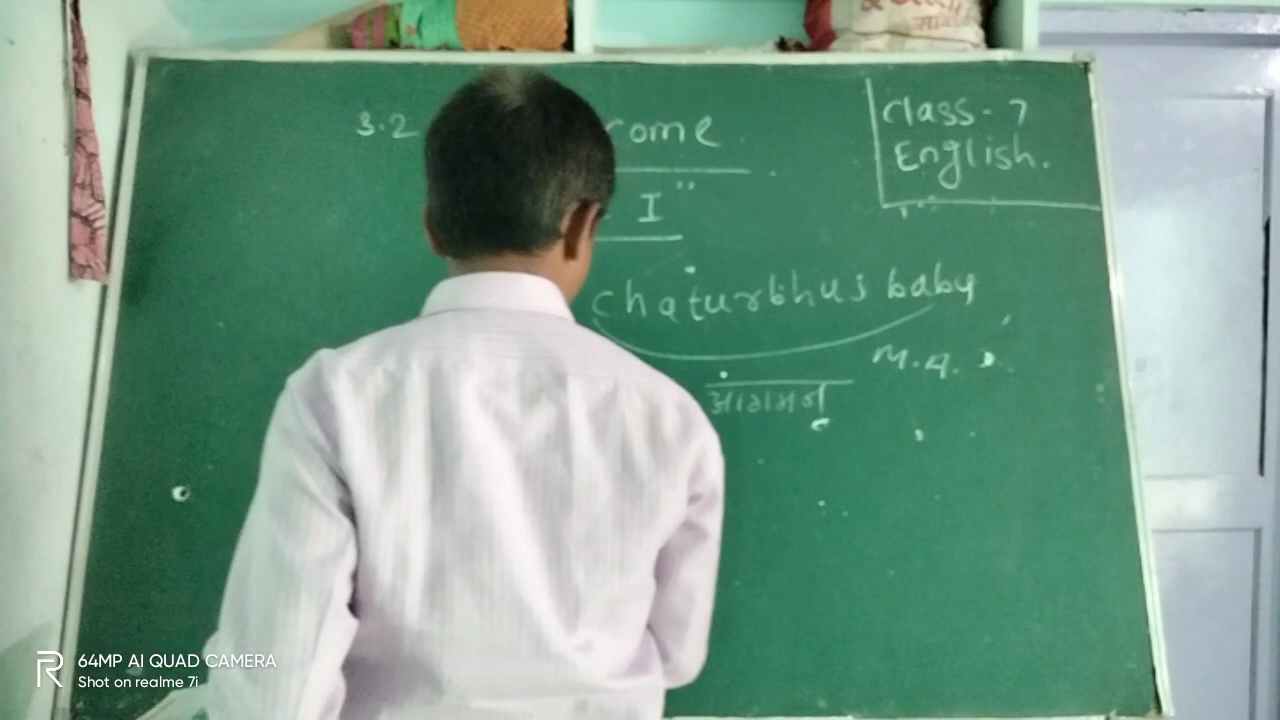 Class - 7
English.
3.2 come
I"
chaturbhus baby
M.A.
आगमन
64MP AI QUAD CAMERA
Shot on realme 7i